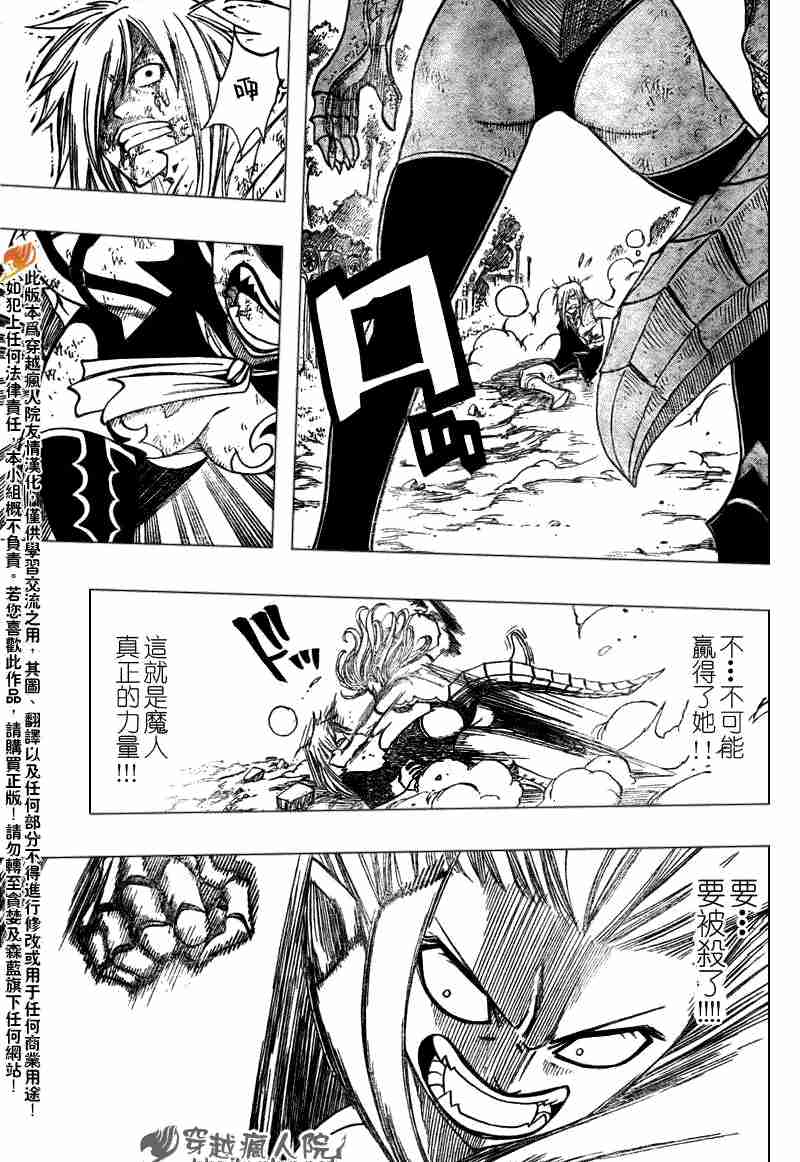 ゴゴ
呃
不…不可能
贏得了她!!
這就是魔人
真正的力量!!!
要…
要被殺了!!!!
此版本爲穿越瘋人院友情漢化，僅供學習交流之用，其圖、翻譯以及任何部分不得進行修改或用于任何商業用途！
如犯上任何法律責任，本小組概不負責。若您喜歡此作品，請購買正版！請勿轉至貪婪及森藍旗下任何網站！
穿越瘋人院